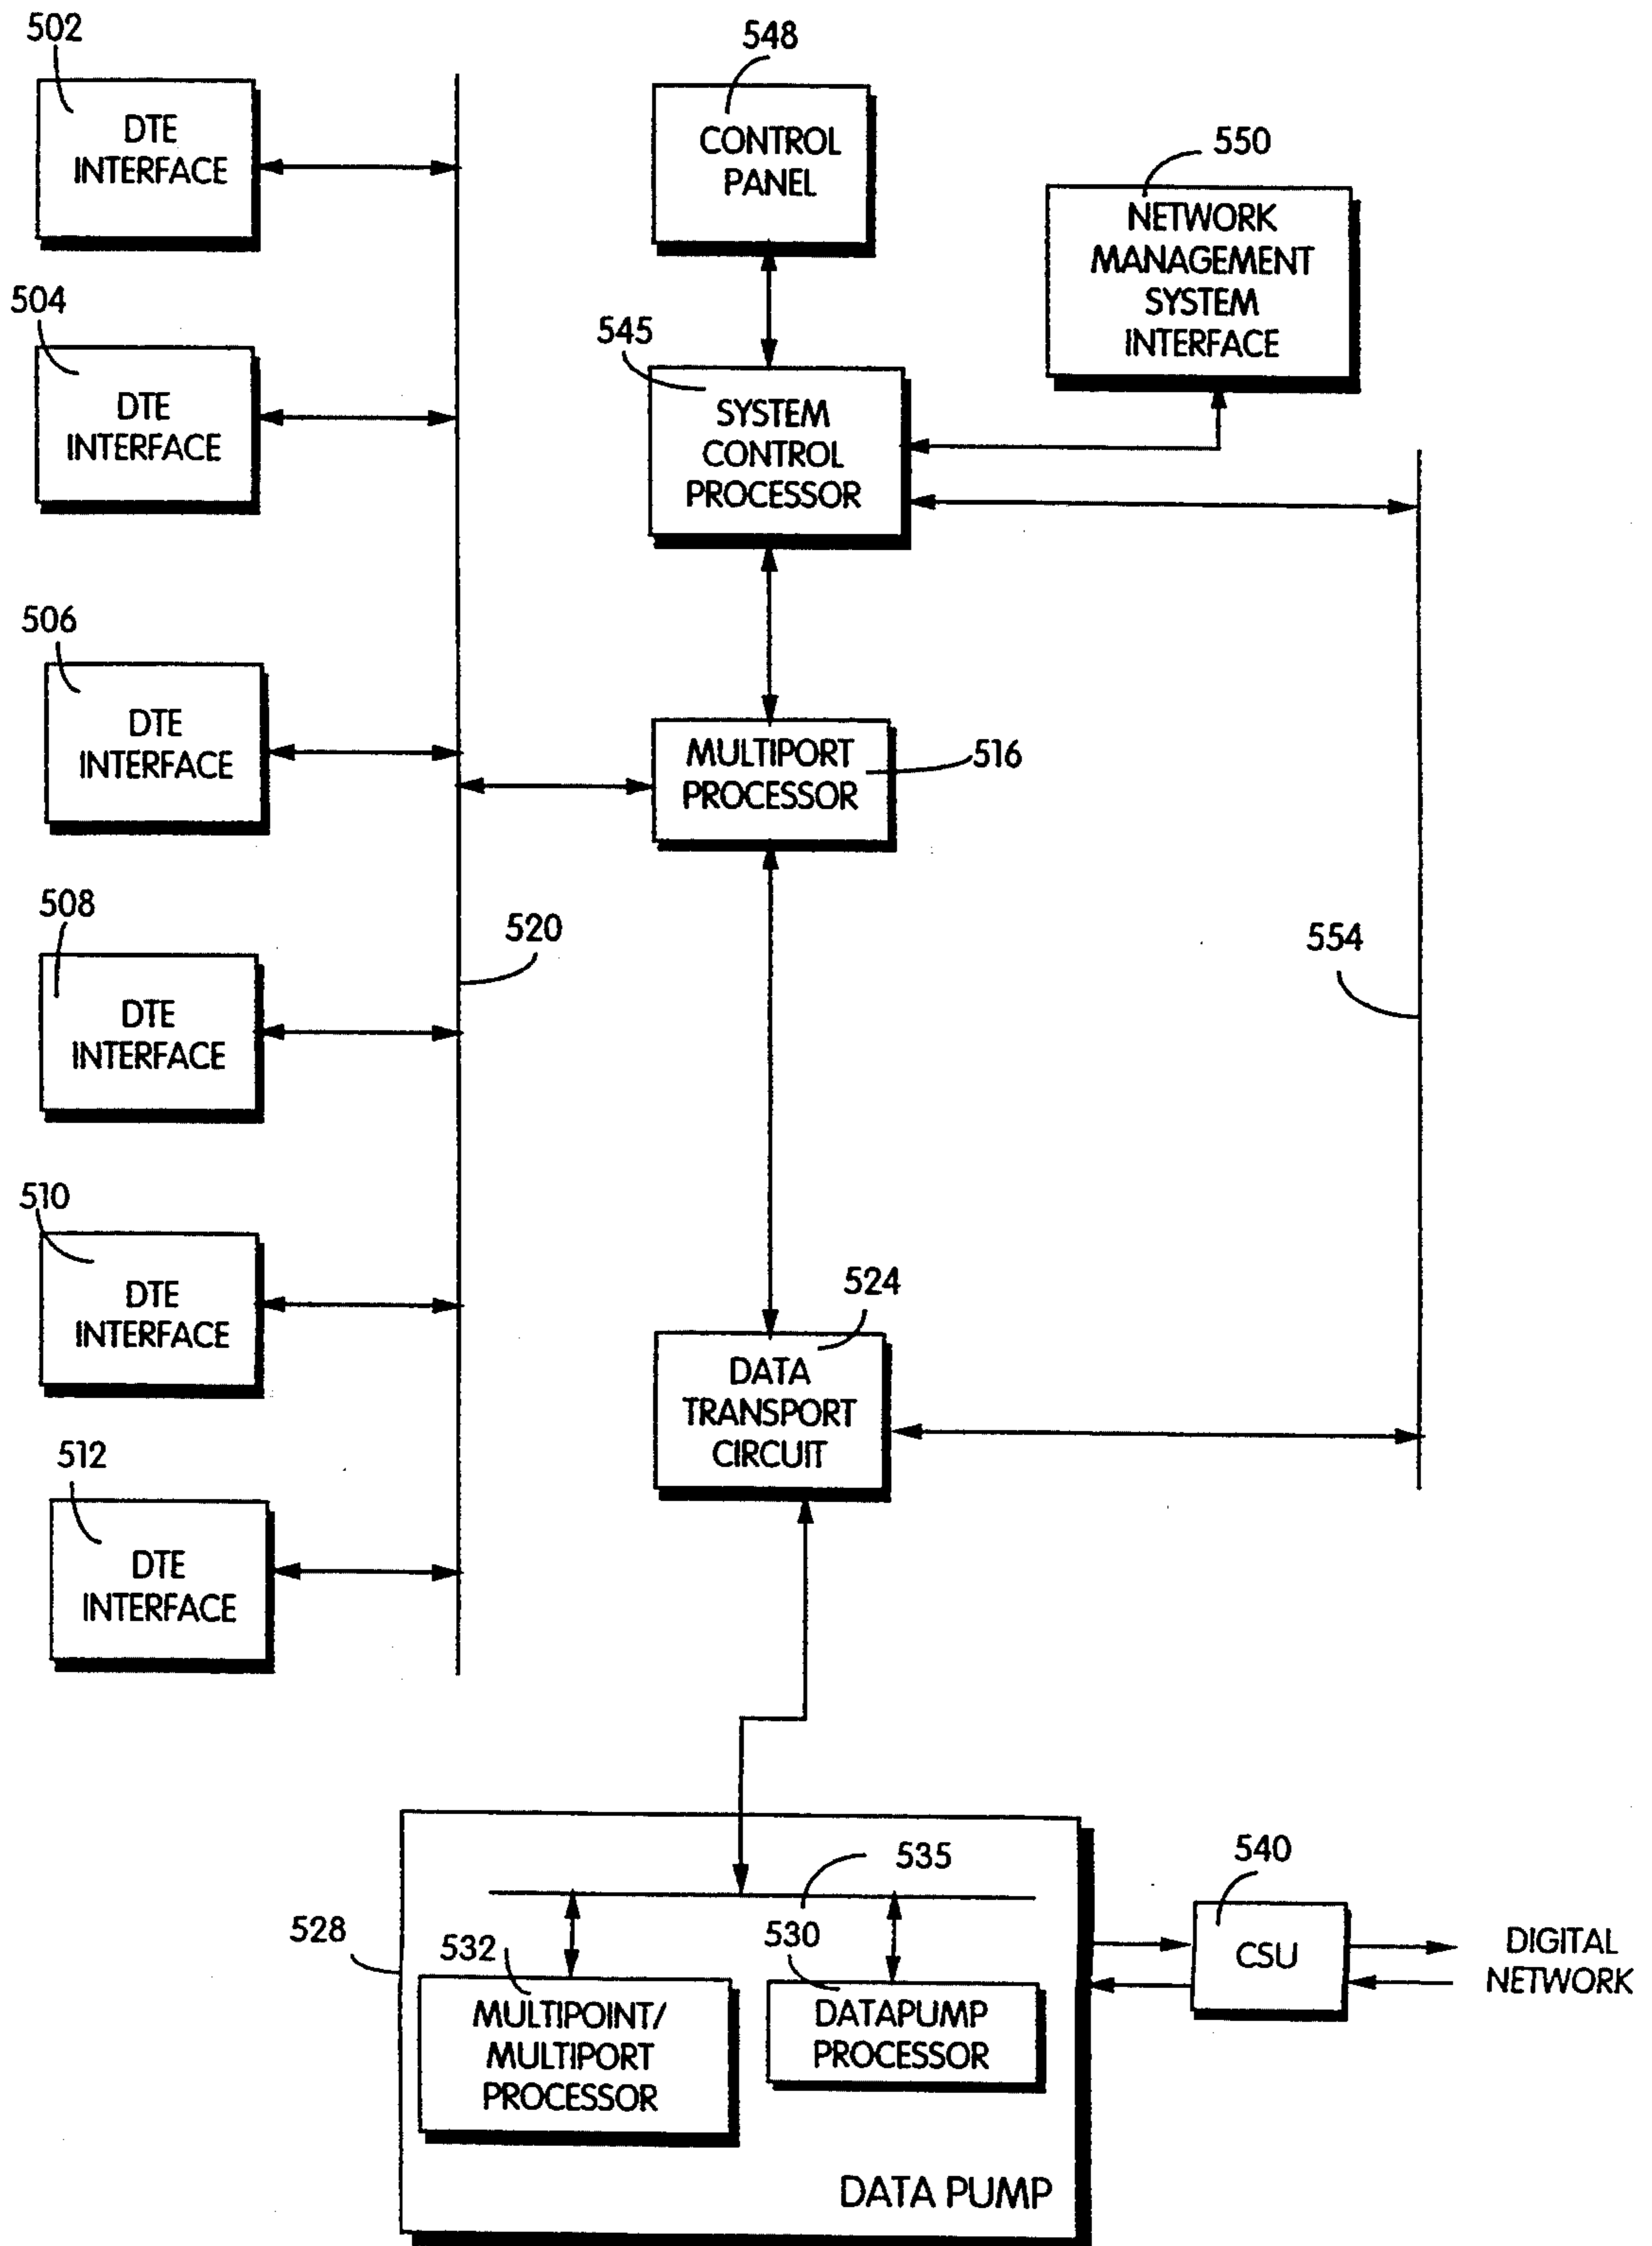 502
DTE
INTERFACE
504
DTE
INTERFACE
506
DTE
INTERFACE
508
DTE
INTERFACE
510
DTE
INTERFACE
512
DTE
INTERFACE
520
548
CONTROL
PANEL
550
NETWORK
MANAGEMENT
SYSTEM
INTERFACE
545
SYSTEM
CONTROL
PROCESSOR
MULTIPORT
PROCESSOR
516
554
524
DATA
TRANSPORT
CIRCUIT
528
535
532
MULTIPOINT/
MULTIPORT
PROCESSOR
530
DATAPUMP
PROCESSOR
DATA PUMP
540
CSU
DIGITAL
NETWORK